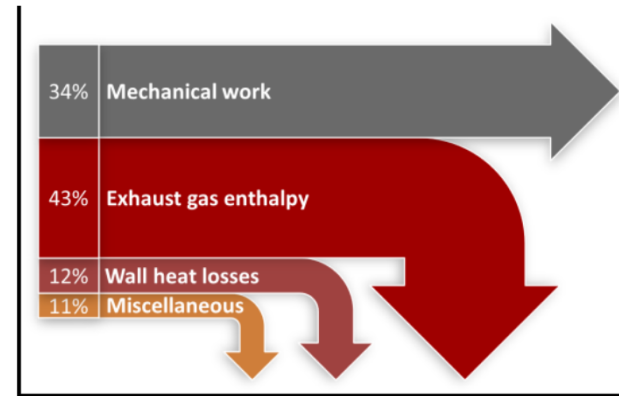 34% Mechanical work
43% Exhaust gas enthalpy
12% Wall heat losses
11% Miscellaneous